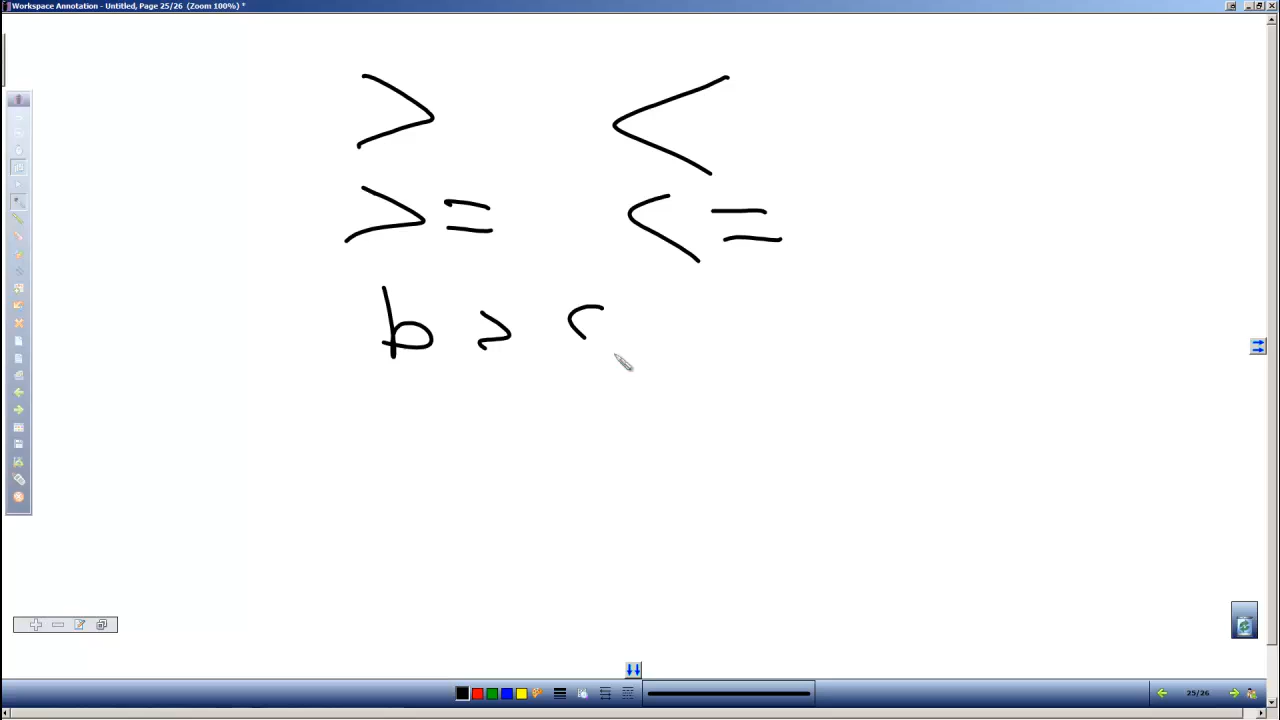 Workspace Annotation - Untitled, Page 25/26 (Zoom 100%) *
> <
>= <=
b >
25/26